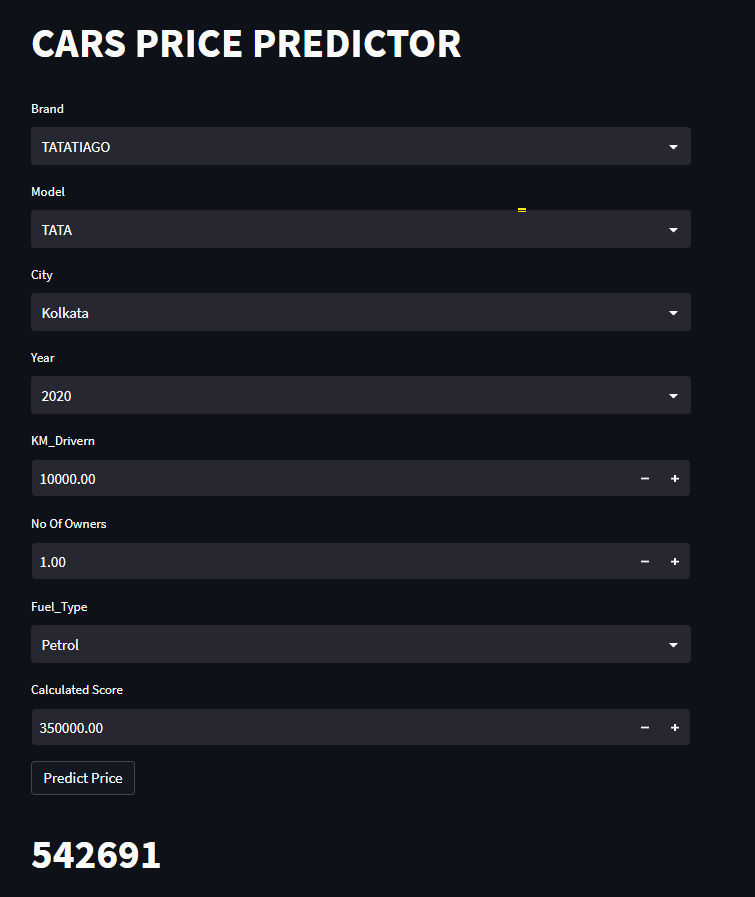 CARS PRICE PREDICTOR
Brand
TATATIAGO
Model
TATA
City
Kolkata
Year
2020
KM_Drivern
10000.00
No Of Owners
1.00
Fuel_Type
Petrol
Calculated Score
350000.00
Predict Price
542691